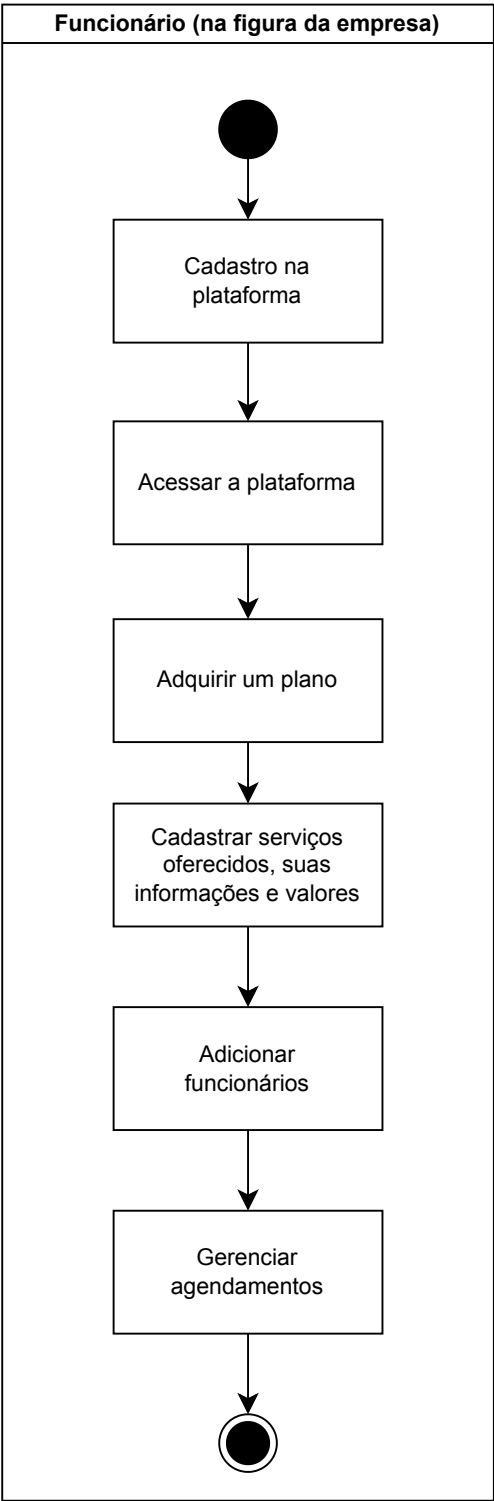 Funcionário (na figura da empresa)
Cadastro na
plataforma
Acessar a plataforma
Adquirir um plano
Cadastrar serviços
oferecidos, suas
informações e valores
Adicionar
funcionários
Gerenciar
agendamentos